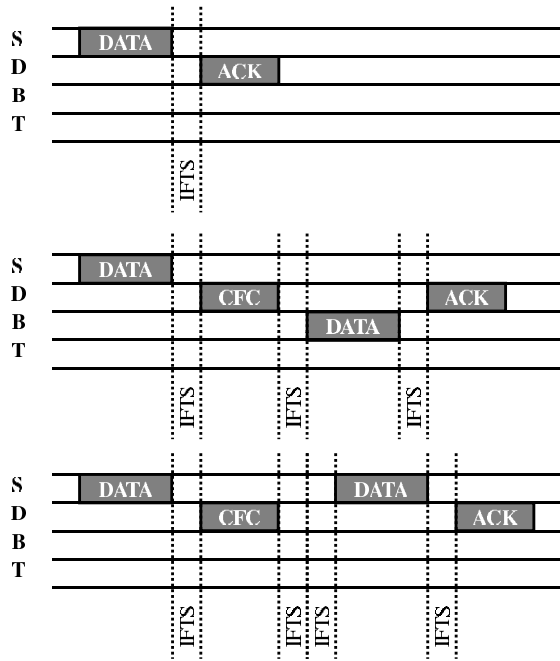 S DATA
D ACK
B
T
IFTS
S DATA
D CFC ACK
B DATA
T
IFTS IFTS IFTS
S DATA DATA
D CFC ACK
B
T
IFTS IFTS IFTS IFTS